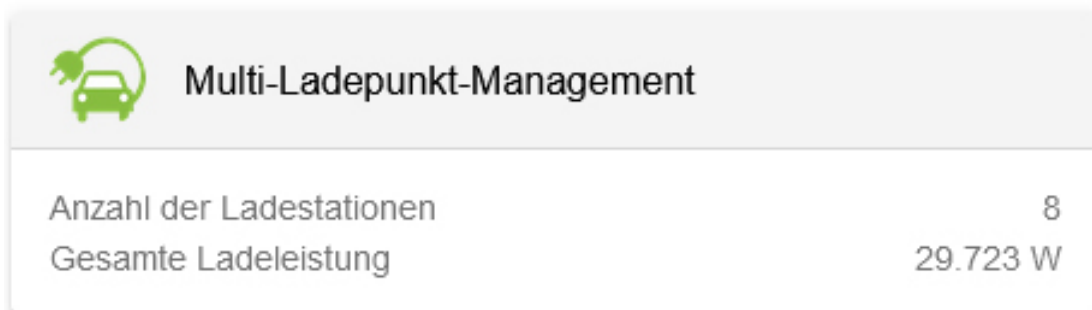 Multi-Ladepunkt-Management
Anzahl der Ladestationen 8
Gesamte Ladeleistung 29.723 W